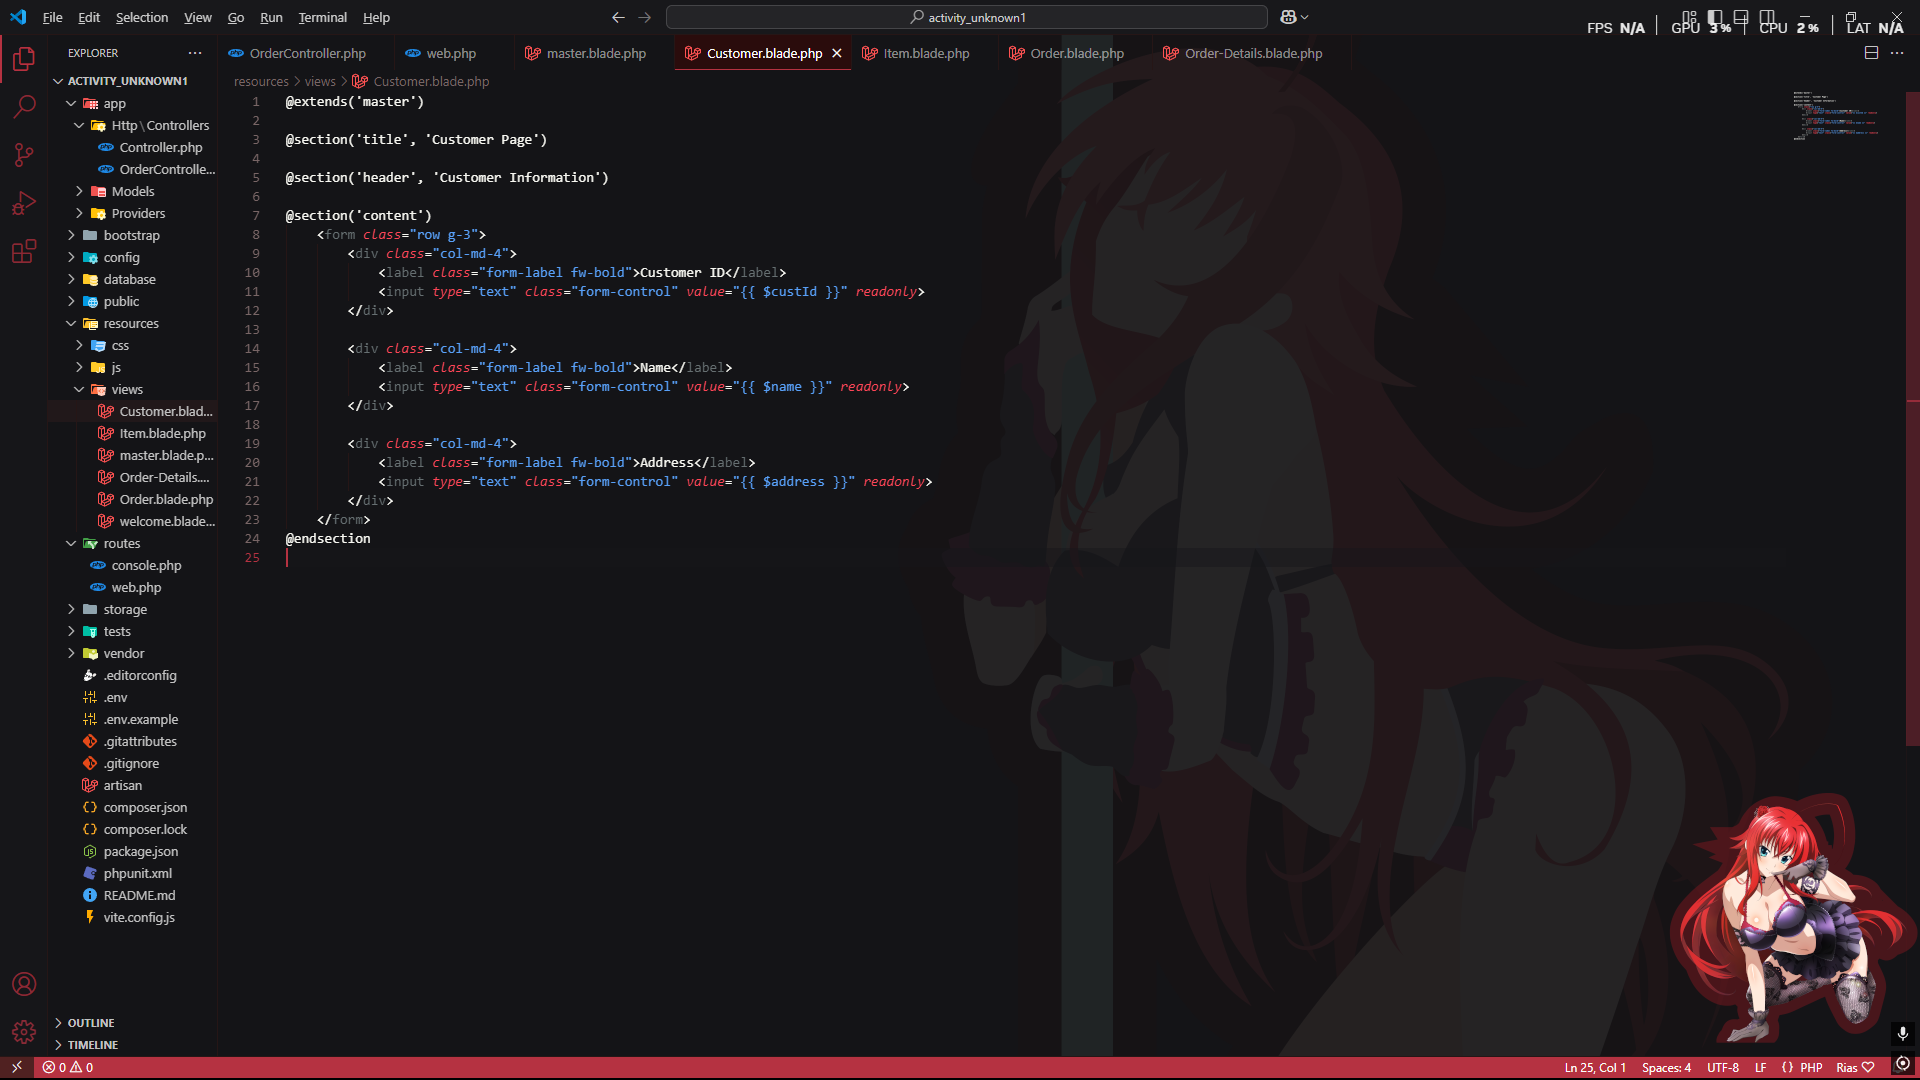 File Edit Selection View Go Run Terminal Help
activity_unknown1
FPS N/A GPU 3 % CPU 2 % LAT N/A
EXPLORER
OrderController.php web.php master.blade.php Customer.blade.php Item.blade.php Order.blade.php Order-Details.blade.php
resources > views > Customer.blade.php
ACTIVITY_UNKNOWN1
app
Http\Controllers
Controller.php
OrderControlle...
Models
Providers
bootstrap
config
database
public
resources
css
js
views
Customer.blad...
Item.blade.php
master.blade.p...
Order-Details....
Order.blade.php
welcome.blade...
routes
console.php
web.php
storage
tests
vendor
.editorconfig
.env
.env.example
.gitattributes
.gitignore
artisan
composer.json
composer.lock
package.json
phpunit.xml
README.md
vite.config.js
OUTLINE
TIMELINE
1 @extends('master')
2
3 @section('title', 'Customer Page')
4
5 @section('header', 'Customer Information')
6
7 @section('content')
8 <form class="row g-3">
9 <div class="col-md-4">
10 <label class="form-label fw-bold">Customer ID</label>
11 <input type="text" class="form-control" value="{{ $custId }}" readonly>
12 </div>
13
14 <div class="col-md-4">
15 <label class="form-label fw-bold">Name</label>
16 <input type="text" class="form-control" value="{{ $name }}" readonly>
17 </div>
18
19 <div class="col-md-4">
20 <label class="form-label fw-bold">Address</label>
21 <input type="text" class="form-control" value="{{ $address }}" readonly>
22 </div>
23 </form>
24 @endsection
25
0 0 Ln 25, Col 1 Spaces: 4 UTF-8 LF {} PHP Rias